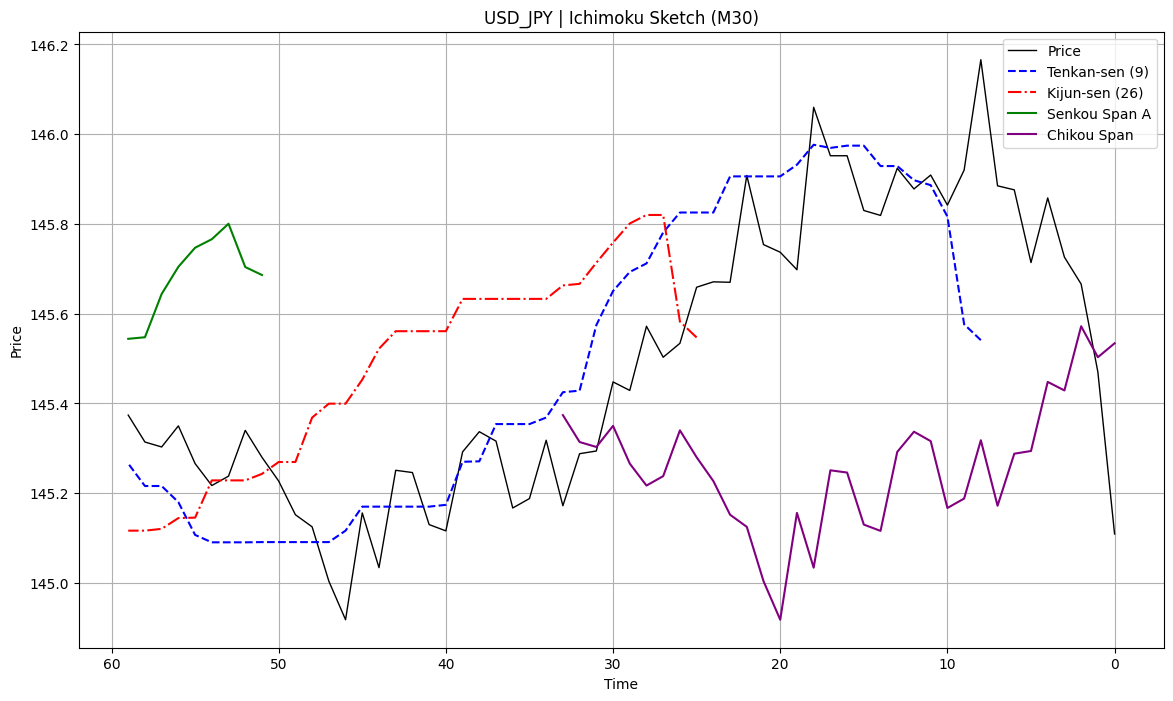 USD_JPY | Ichimoku Sketch (M30)
Price
Tenkan-sen (9)
Kijun-sen (26)
Senkou Span A
Chikou Span
146.2
146.0
145.8
145.6
145.4
145.2
145.0
Price
60 50 40 30 20 10 0
Time